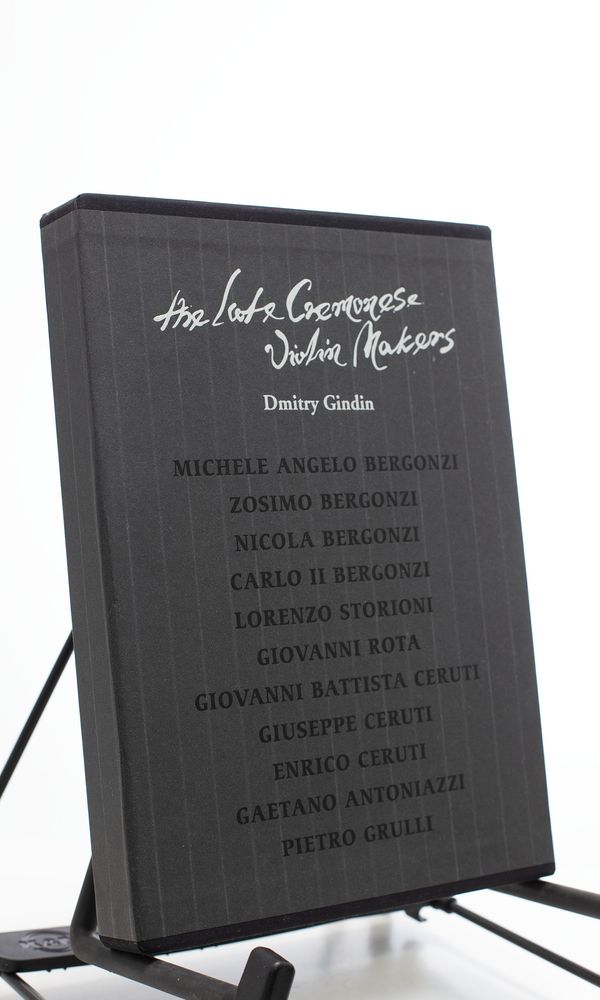 the Late Cremonese
Violin Makers
Dmitry Gindin
MICHELE ANGELO BERGONZI
ZOSIMO BERGONZI
NICOLA BERGONZI
CARLO II BERGONZI
LORENZO STORIONI
GIOVANNI ROTA
GIOVANNI BATTISTA CERUTI
GIUSEPPE CERUTI
ENRICO CERUTI
GAETANO ANTONIAZZI
PIETRO GRULLI